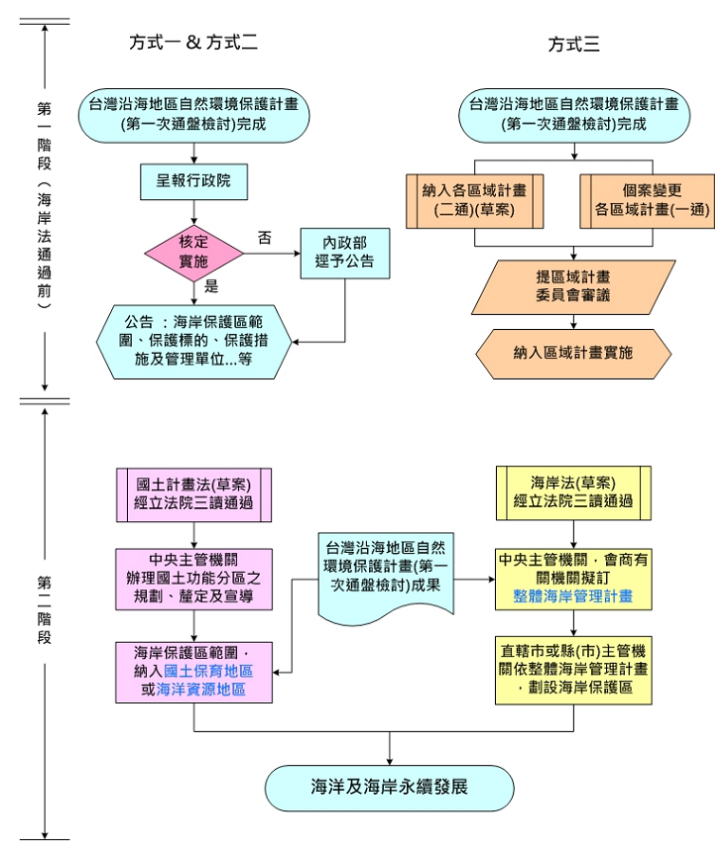 方式一 & 方式二
方式三
第一階段（海岸法通過前）
台灣沿海地區自然環境保護計畫
(第一次通盤檢討)完成
呈報行政院
核定
實施
否
是
內政部
逕予公告
公告 ：海岸保護區範
圍、保護標的、保護措
施及管理單位...等
台灣沿海地區自然環境保護計畫
(第一次通盤檢討)完成
納入各區域計畫
(二通)(草案)
個案變更
各區域計畫(一通)
提區域計畫
委員會審議
納入區域計畫實施
第二階段
國土計畫法(草案)
經立法院三讀通過
中央主管機關
辦理國土功能分區之
規劃、釐定及宣導
海岸保護區範圍，
納入國土保育地區
或海洋資源地區
台灣沿海地區自然
環境保護計畫(第一
次通盤檢討)成果
海岸法(草案)
經立法院三讀通過
中央主管機關，會商有
關機關擬訂
整體海岸管理計畫
直轄市或縣(市)主管機
關依整體海岸管理計畫
，劃設海岸保護區
海洋及海岸永續發展